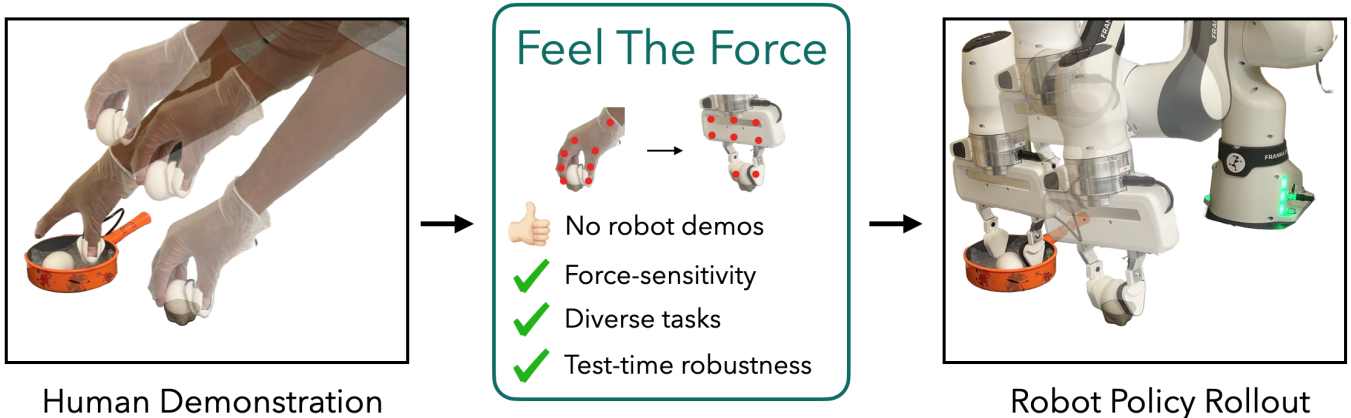 Feel The Force
No robot demos
Force-sensitivity
Diverse tasks
Test-time robustness
Human Demonstration
Robot Policy Rollout